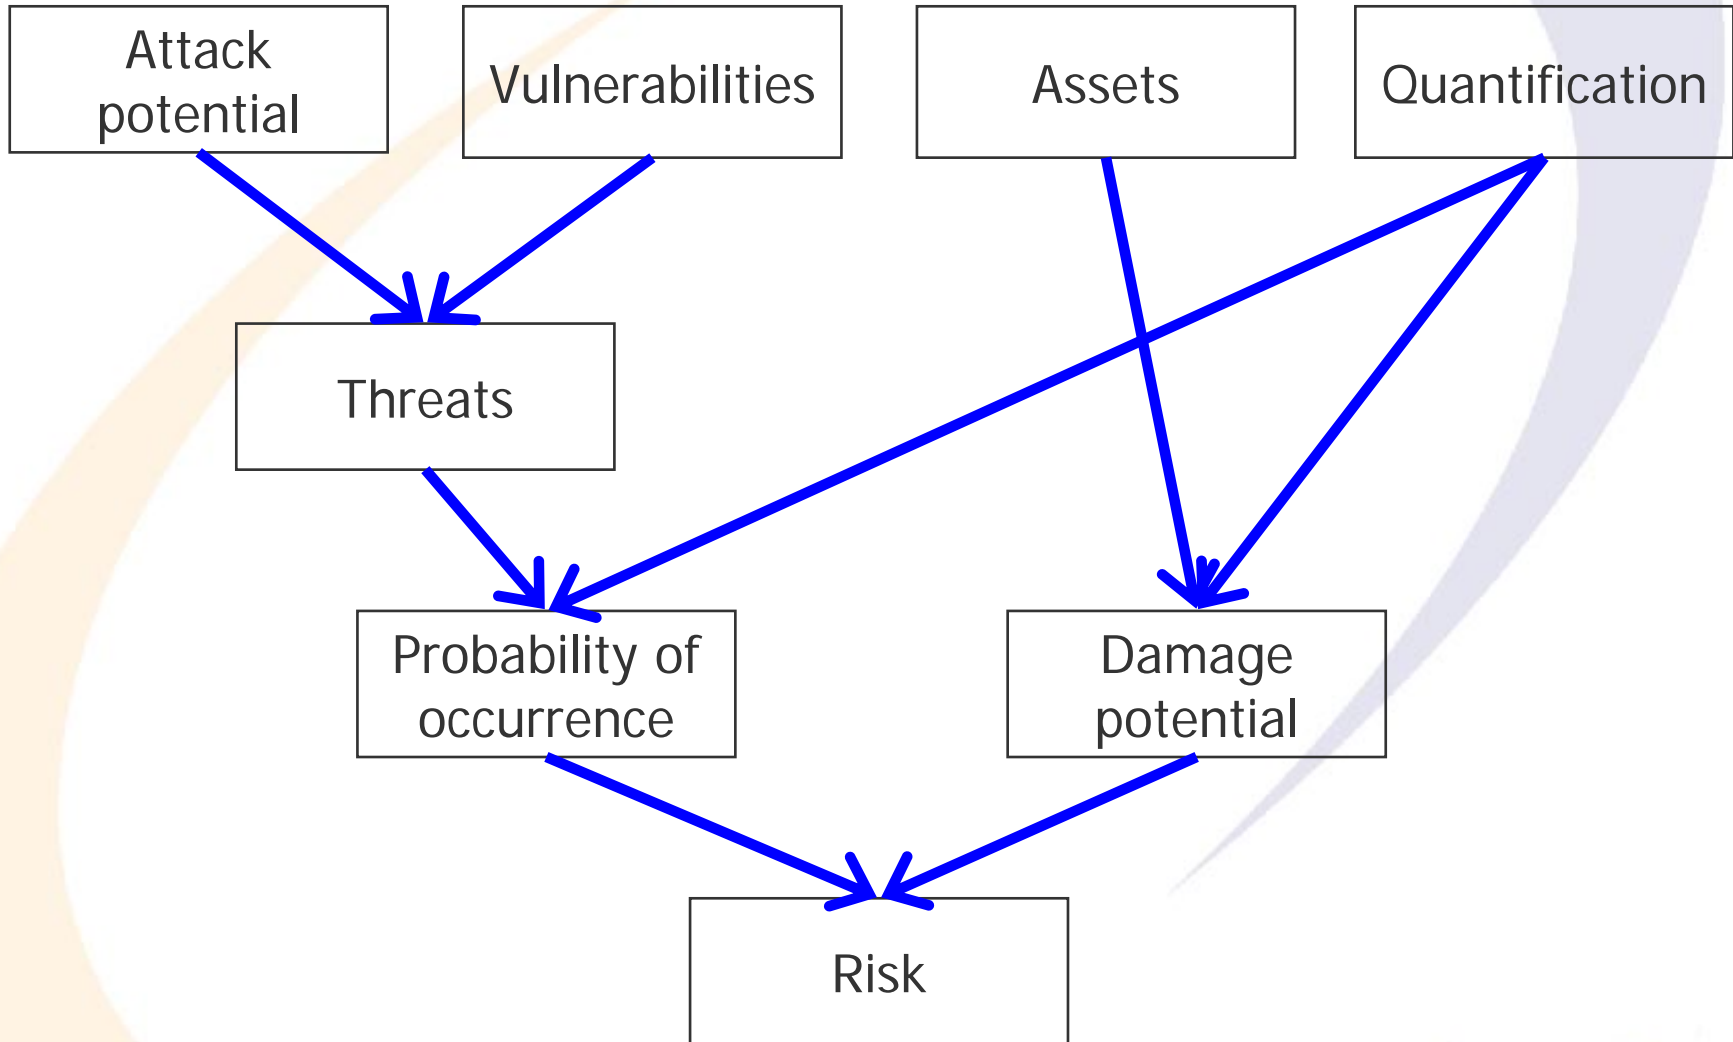 Attack
potential
Vulnerabilities
Assets
Quantification
Threats
Probability of
occurrence
Damage
potential
Risk